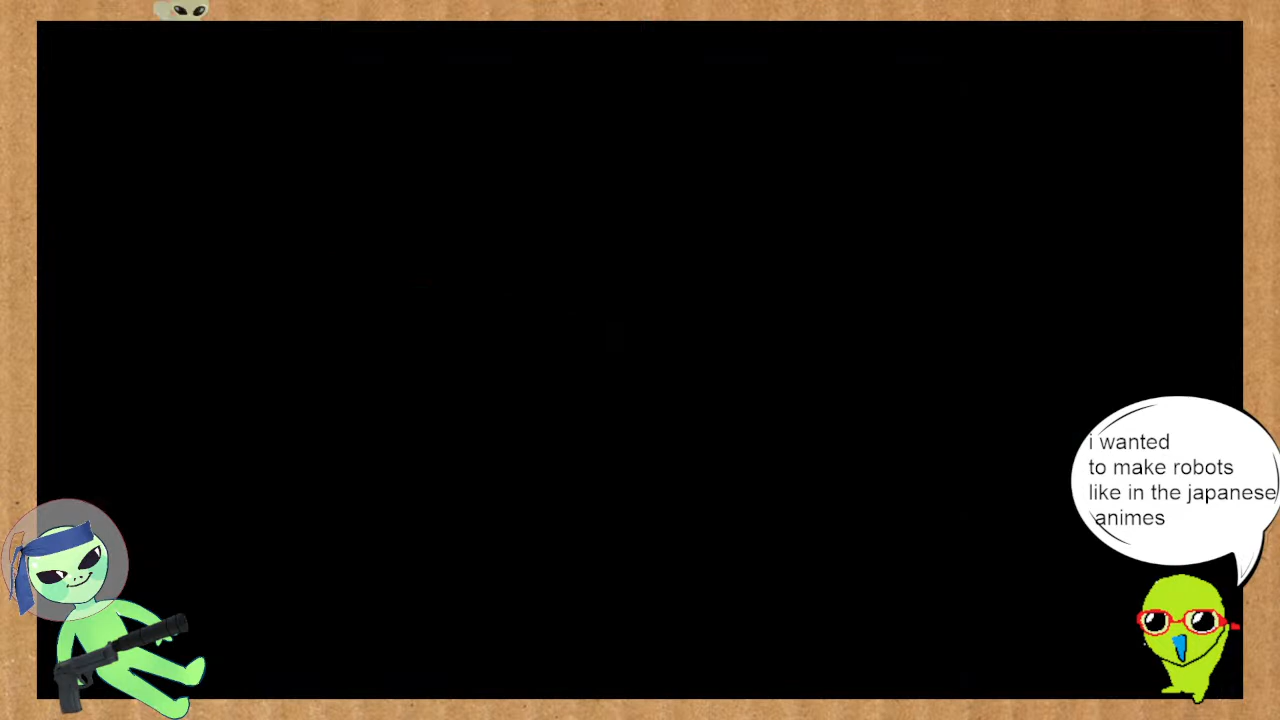 i wanted
to make robots
like in the japanese
animes